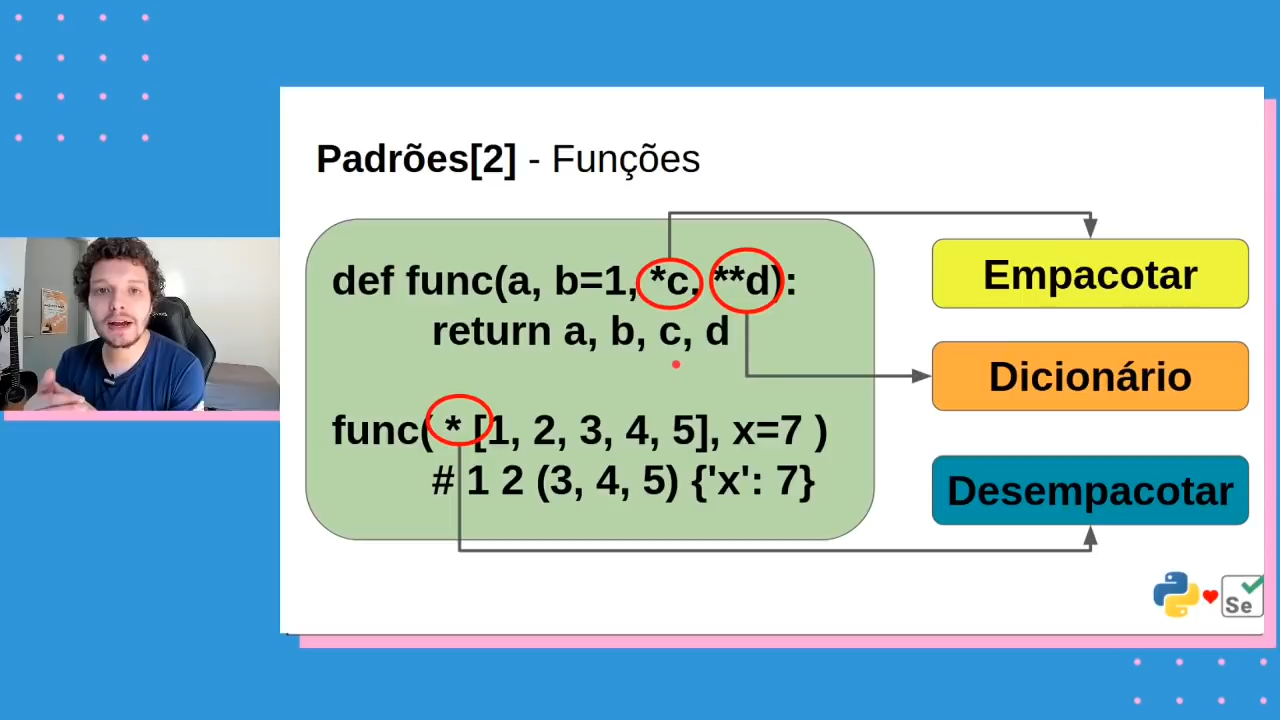 Padrões[2] - Funções
def func(a, b=1, *c, **d):
return a, b, c, d
func( * [1, 2, 3, 4, 5], x=7 )
# 1 2 (3, 4, 5) {'x': 7}
Empacotar
Dicionário
Desempacotar
Se